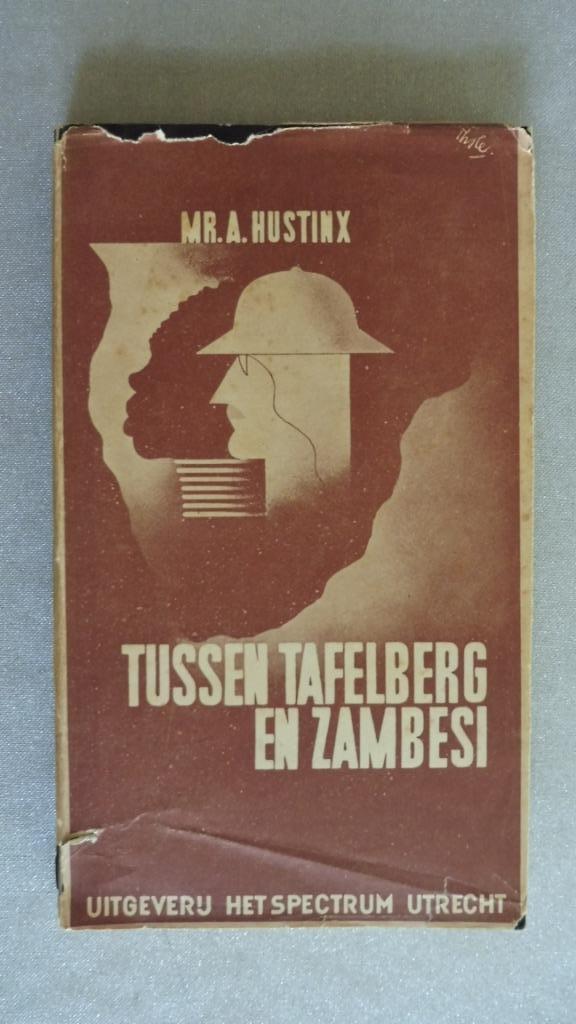 MR. A. HUSTINX
TUSSEN TAFELBERG
EN ZAMBESI
UITGEVERIJ HET SPECTRUM UTRECHT